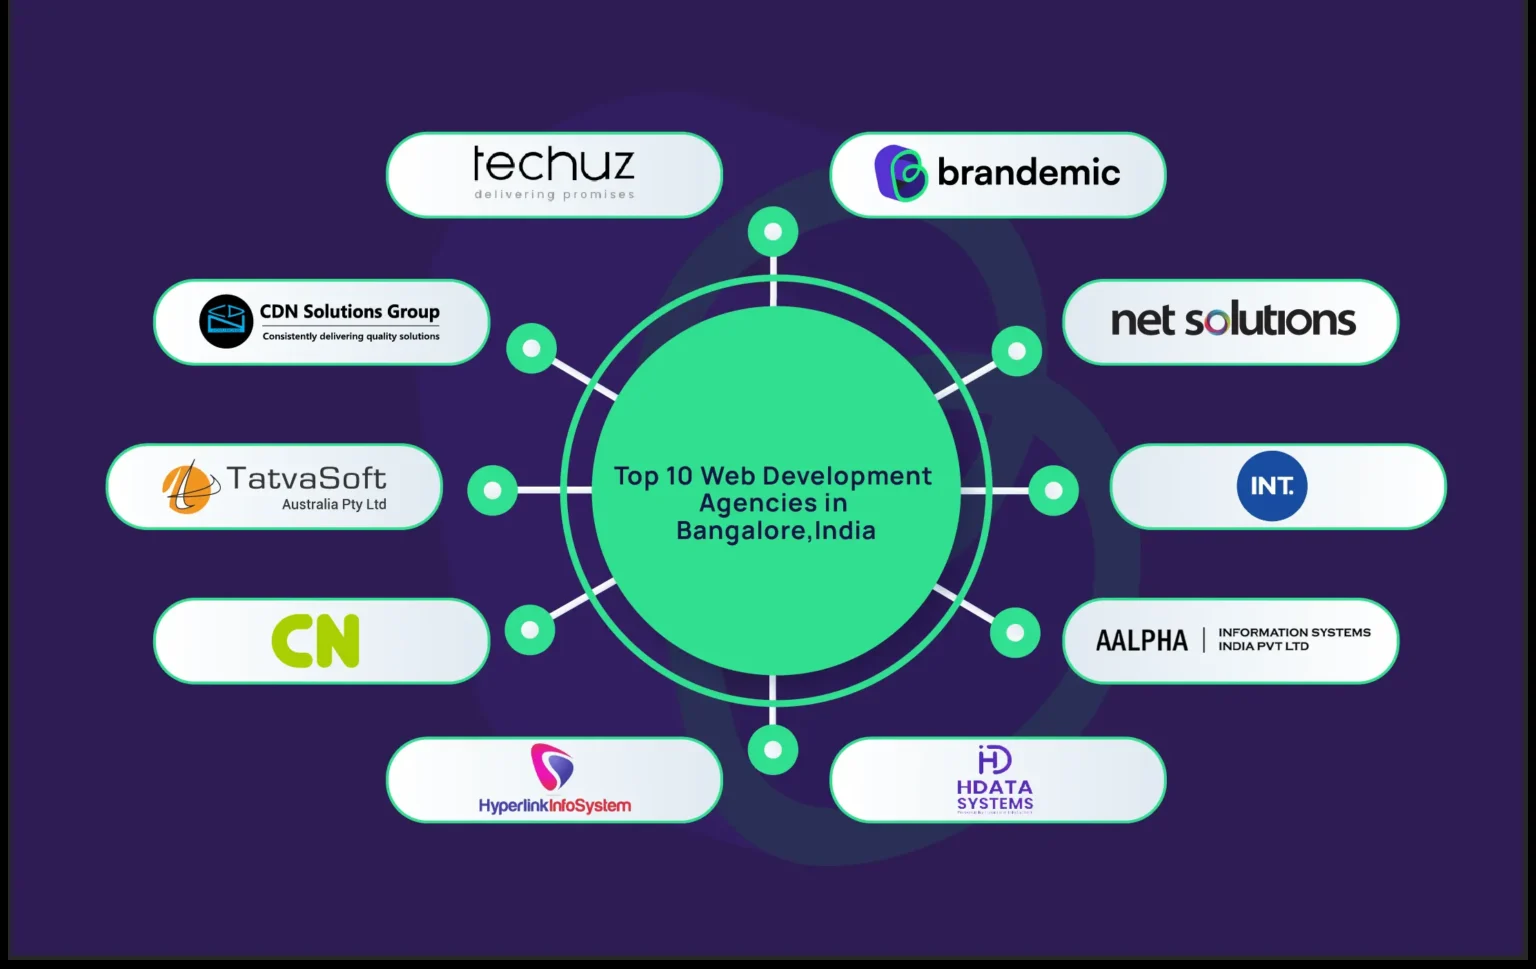 techuz
delivering promises
brandemic
CDN Solutions Group
Consistently delivering quality solutions
net solutions
TatvaSoft
Australia Pty Ltd
Top 10 Web Development
Agencies in
Bangalore,India
INT.
CN
AALPHA
INFORMATION SYSTEMS
INDIA PVT LTD
HyperlinkInfoSystem
HDATA
SYSTEMS